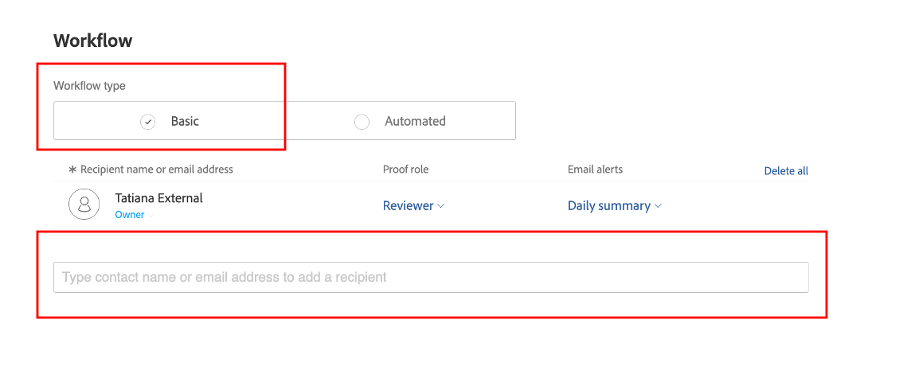 Workflow
Workflow type
Basic
Automated
* Recipient name or email address Proof role Email alerts Delete all
Tatiana External
Owner
Reviewer Daily summary
Type contact name or email address to add a recipient